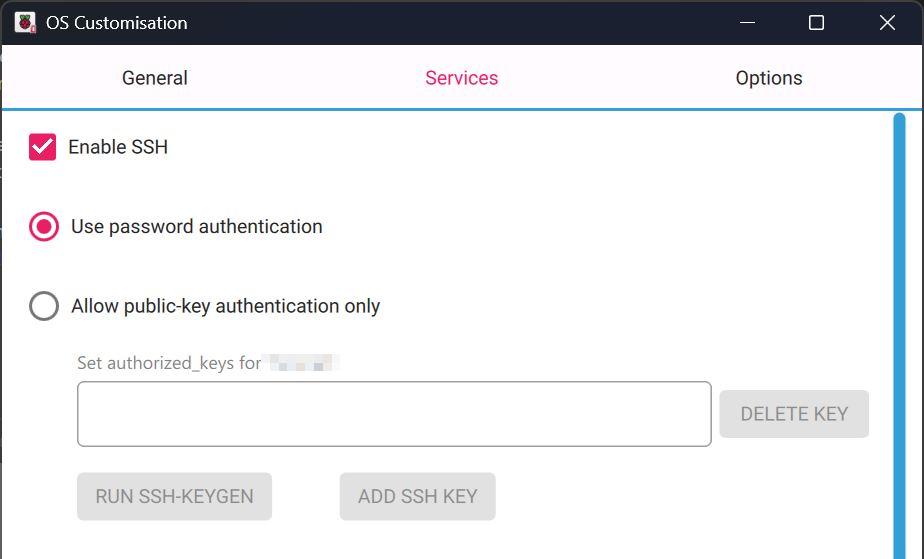 OS Customisation
General Services Options
Enable SSH
Use password authentication
Allow public-key authentication only
Set authorized_keys for
DELETE KEY
RUN SSH-KEYGEN ADD SSH KEY